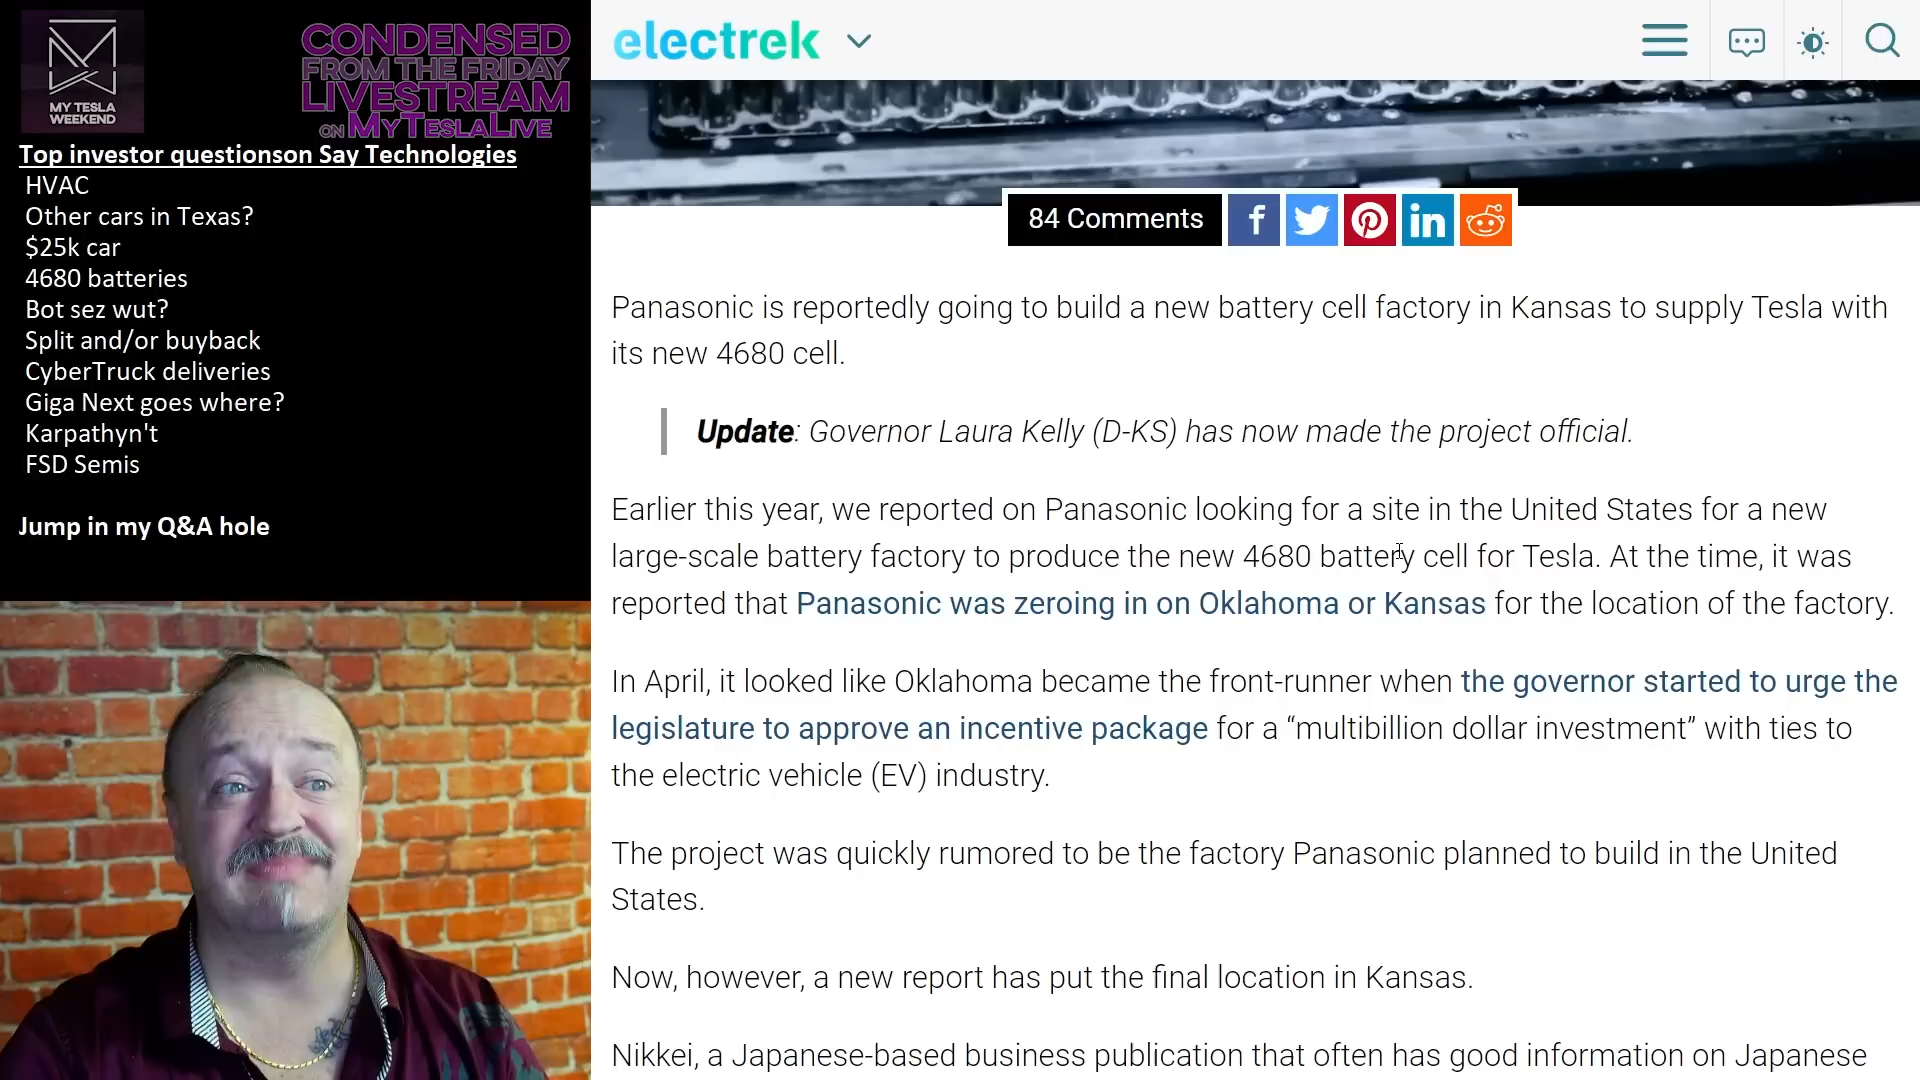 MY TESLA
WEEKEND
CONDENSED
FROM THE FRIDAY
LIVESTREAM
ON MYTESLALIVE
Top investor questionson Say Technologies
HVAC
Other cars in Texas?
$25k car
4680 batteries
Bot sez wut?
Split and/or buyback
CyberTruck deliveries
Giga Next goes where?
Karpathyn't
FSD Semis
Jump in my Q&A hole
electrek
84 Comments
Panasonic is reportedly going to build a new battery cell factory in Kansas to supply Tesla with
its new 4680 cell.
Update: Governor Laura Kelly (D-KS) has now made the project official.
Earlier this year, we reported on Panasonic looking for a site in the United States for a new
large-scale battery factory to produce the new 4680 battery cell for Tesla. At the time, it was
reported that Panasonic was zeroing in on Oklahoma or Kansas for the location of the factory.
In April, it looked like Oklahoma became the front-runner when the governor started to urge the
legislature to approve an incentive package for a “multibillion dollar investment” with ties to
the electric vehicle (EV) industry.
The project was quickly rumored to be the factory Panasonic planned to build in the United
States.
Now, however, a new report has put the final location in Kansas.
Nikkei, a Japanese-based business publication that often has good information on Japanese